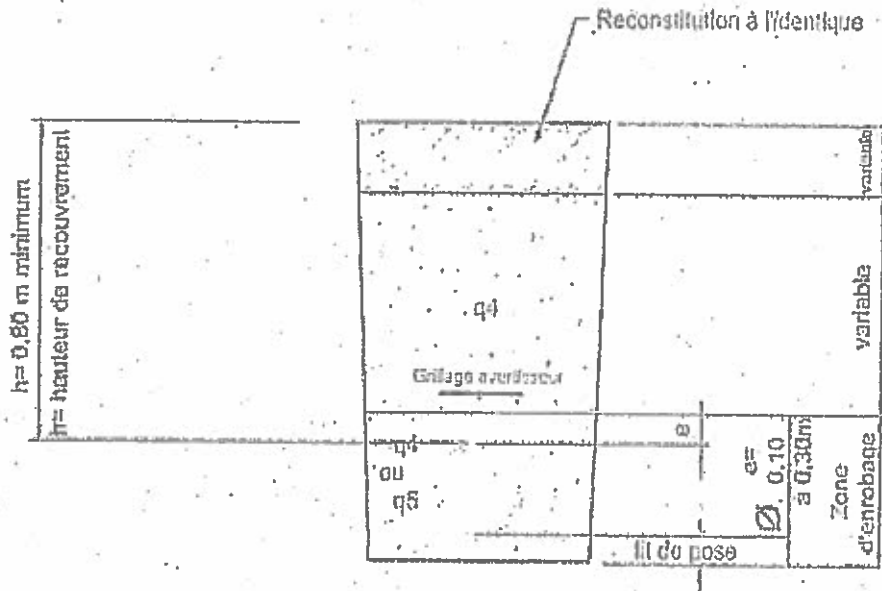 Reconstitution à l'identique
h= 0,80 m minimum
h= hauteur de recouvrement
variable
variable
q4
Grillage avertisseur
q4
ou
q5
e
e=
Ø, 0,10
a 0,30m
Zone
d'enrobage
lit de pose